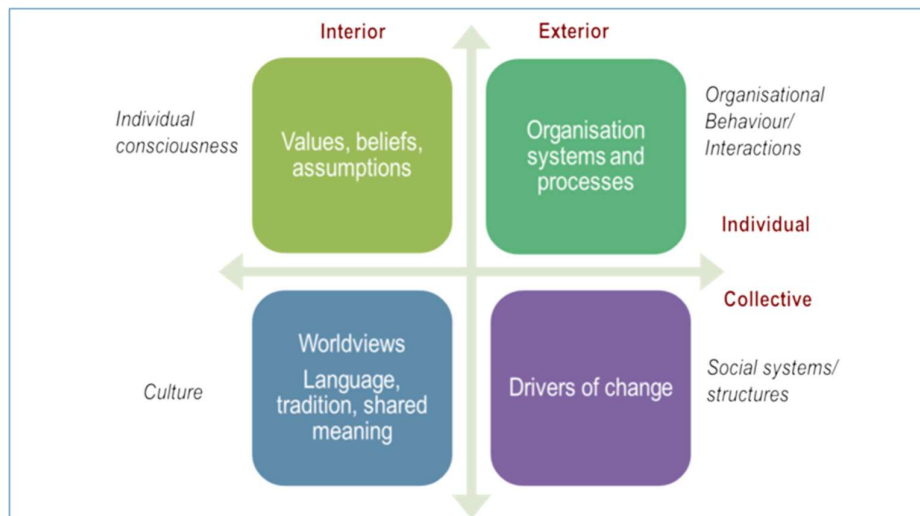 Interior
Exterior
Individual
consciousness
Values, beliefs,
assumptions
Organisation
systems and
processes
Organisational
Behaviour/
Interactions
Individual
Collective
Culture
Worldviews
Language,
tradition, shared
meaning
Drivers of change
Social systems/
structures